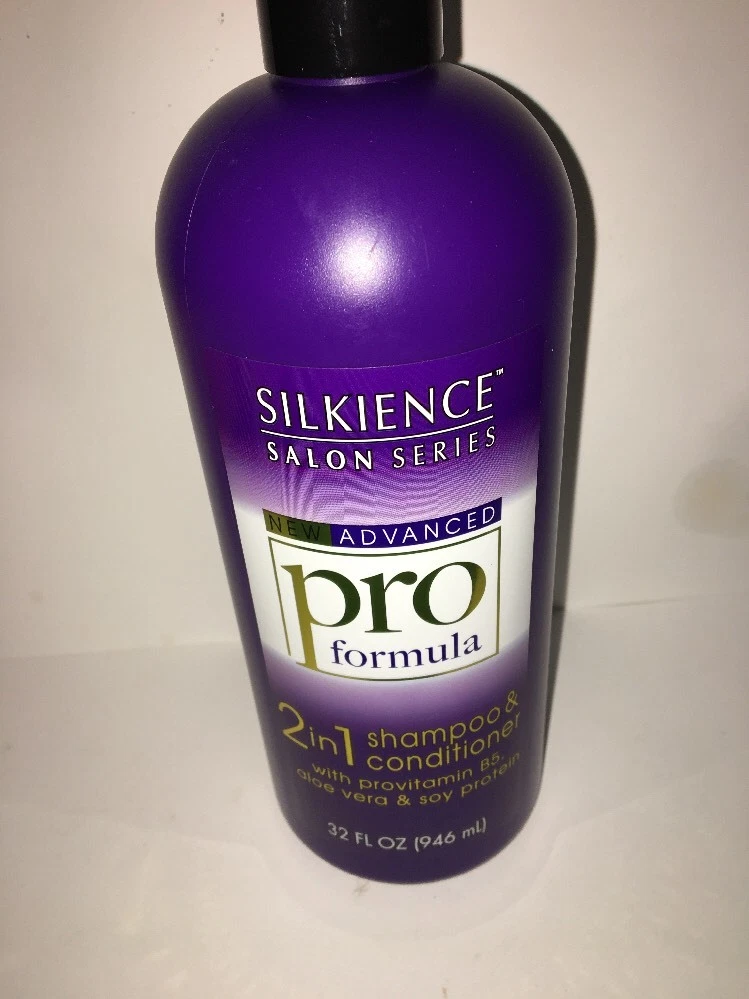 SILKIENCE™
SALON SERIES
NEW ADVANCED
pro
formula
2in1 shampoo &
conditioner
with provitamin B5,
aloe vera & soy protein
32 FL OZ (946 mL)